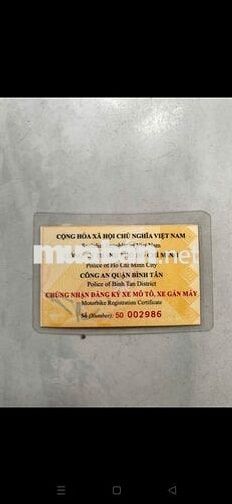 CỘNG HÒA XÃ HỘI CHỦ NGHĨA VIỆT NAM
muaban.net
Police of Ho Chi Minh City
CÔNG AN QUẬN BÌNH TÂN
Police of Binh Tan District
CHỨNG NHẬN ĐĂNG KÝ XE MÔ TÔ, XE GẮN MÁY
Motorbike Registration Certificate
Số (Number): 50 002986